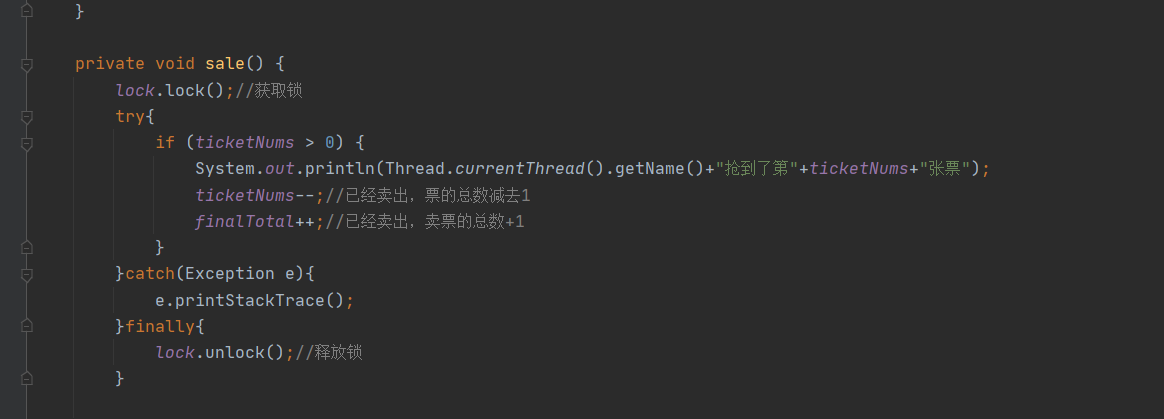 }
private void sale() {
lock.lock();//获取锁
try{
if (ticketNums > 0) {
System.out.println(Thread.currentThread().getName()+"抢到了第"+ticketNums+"张票");
ticketNums--;//已经卖出，票的总数减去1
finalTotal++;//已经卖出，卖票的总数+1
}
}catch(Exception e){
e.printStackTrace();
}finally{
lock.unlock();//释放锁
}